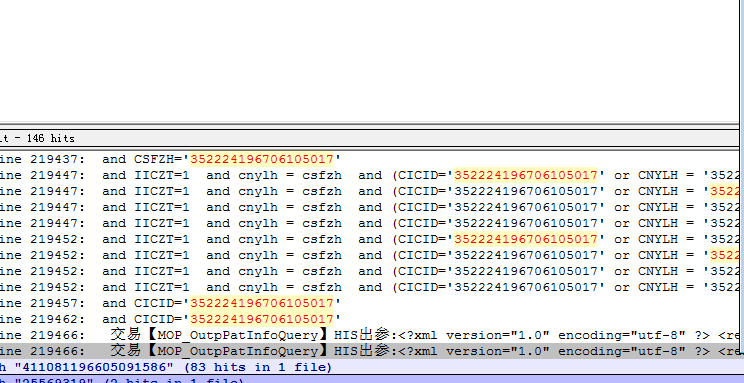 t - 146 hits
ine 219437:  and CSFZH='352224196706105017'
ine 219447:  and IICZT=1  and cnylh = csfzh  and (CICID='352224196706105017' or CNYLH = '3522
ine 219447:  and IICZT=1  and cnylh = csfzh  and (CICID='352224196706105017' or CNYLH = '3522
ine 219447:  and IICZT=1  and cnylh = csfzh  and (CICID='352224196706105017' or CNYLH = '3522
ine 219447:  and IICZT=1  and cnylh = csfzh  and (CICID='352224196706105017' or CNYLH = '3522
ine 219452:  and IICZT=1  and cnylh = csfzh  and (CICID='352224196706105017' or CNYLH = '3522
ine 219452:  and IICZT=1  and cnylh = csfzh  and (CICID='352224196706105017' or CNYLH = '3522
ine 219452:  and IICZT=1  and cnylh = csfzh  and (CICID='352224196706105017' or CNYLH = '3522
ine 219452:  and IICZT=1  and cnylh = csfzh  and (CICID='352224196706105017' or CNYLH = '3522
ine 219457:  and CICID='352224196706105017'
ine 219462:  and CICID='352224196706105017'
ine 219466:   交易【MOP_OutpPatInfoQuery】HIS出参:<?xml version="1.0" encoding="utf-8" ?> <re
ine 219466:   交易【MOP_OutpPatInfoQuery】HIS出参:<?xml version="1.0" encoding="utf-8" ?> <re
h "411081196605091586" (83 hits in 1 file)
h "25569319" (2 hits in 1 file)